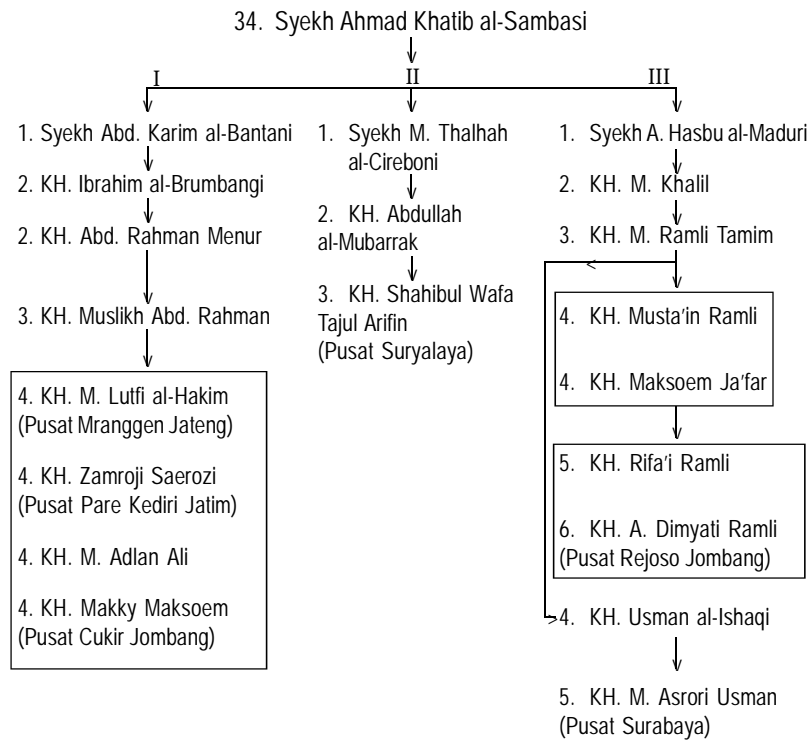 34. Syekh Ahmad Khatib al-Sambasi
I
1. Syekh Abd. Karim al-Bantani
2. KH. Ibrahim al-Brumbangi
2. KH. Abd. Rahman Menur
3. KH. Muslikh Abd. Rahman
4. KH. M. Lutfi al-Hakim
(Pusat Mranggen Jateng)
4. KH. Zamroji Saerozi
(Pusat Pare Kediri Jatim)
4. KH. M. Adlan Ali
4. KH. Makky Maksoem
(Pusat Cukir Jombang)
II
1. Syekh M. Thalhah
al-Cireboni
2. KH. Abdullah
al-Mubarrak
3. KH. Shahibul Wafa
Tajul Arifin
(Pusat Suryalaya)
III
1. Syekh A. Hasbu al-Maduri
2. KH. M. Khalil
3. KH. M. Ramli Tamim
4. KH. Musta'in Ramli
4. KH. Maksoem Ja'far
5. KH. Rifa'i Ramli
6. KH. A. Dimyati Ramli
(Pusat Rejoso Jombang)
4. KH. Usman al-Ishaqi
5. KH. M. Asrori Usman
(Pusat Surabaya)